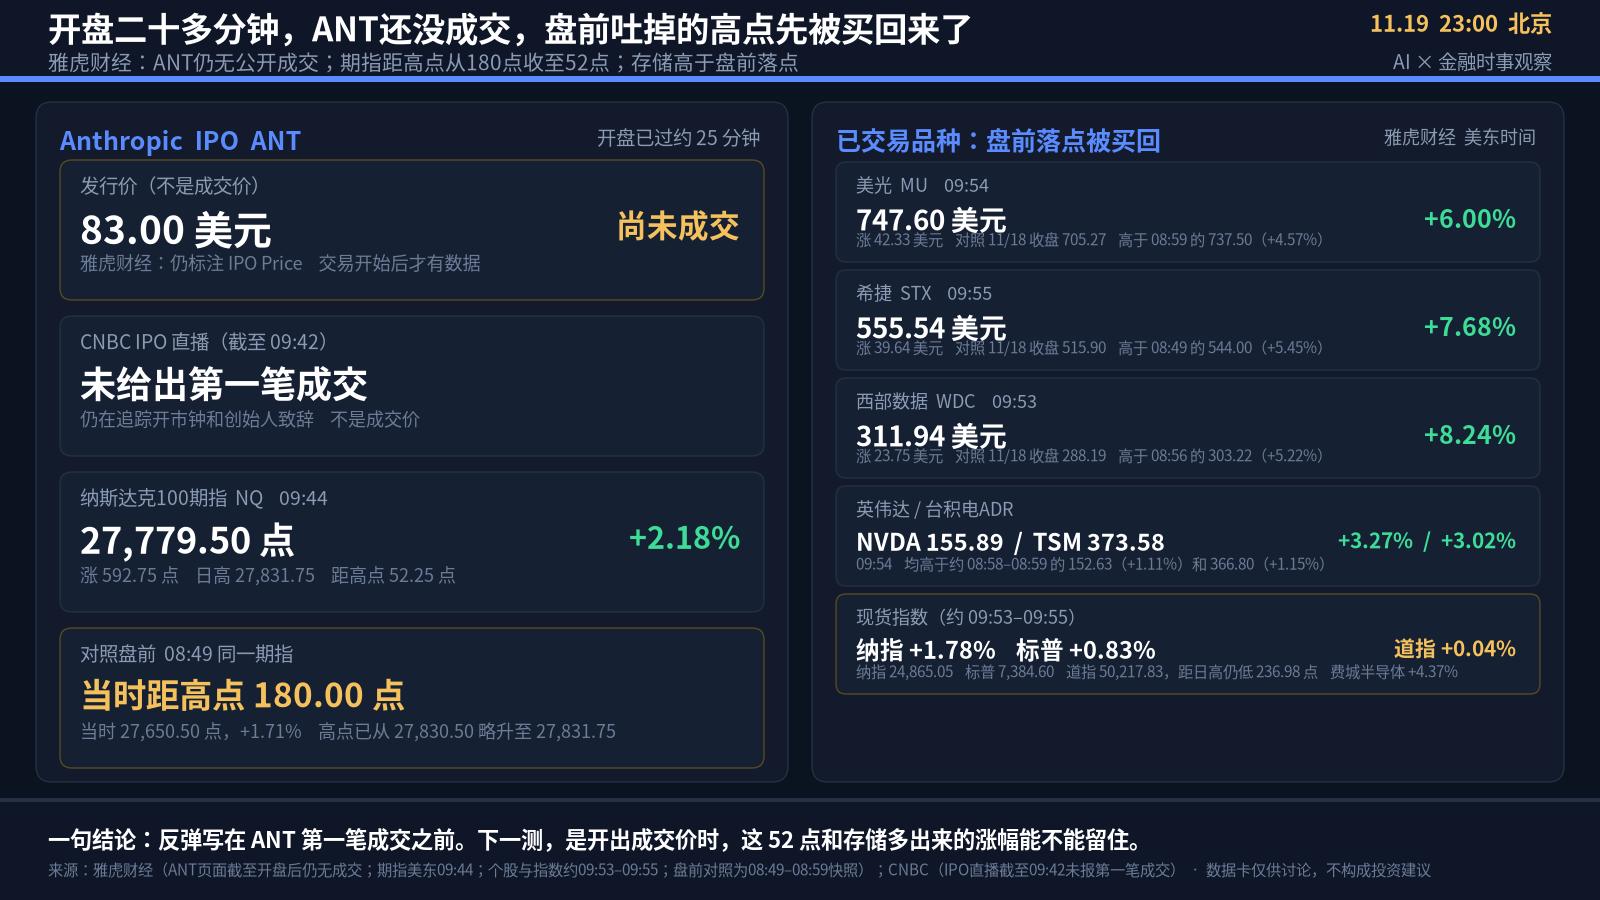 开盘二十多分钟，ANT还没成交，盘前吐掉的高点先被买回来了
11.19 23:00 北京
雅虎财经：ANT仍无公开成交；期指距高点从180点收至52点；存储高于盘前落点
AI × 金融时事观察
Anthropic IPO ANT
开盘已过约 25 分钟
发行价（不是成交价）
83.00 美元
尚未成交
雅虎财经：仍标注 IPO Price 交易开始后才有数据
CNBC IPO 直播（截至 09:42）
未给出第一笔成交
仍在追踪开市钟和创始人致辞 不是成交价
纳斯达克100期指 NQ 09:44
27,779.50 点
+2.18%
涨 592.75 点 日高 27,831.75 距高点 52.25 点
对照盘前 08:49 同一期指
当时距高点 180.00 点
当时 27,650.50 点，+1.71% 高点已从 27,830.50 略升至 27,831.75
已交易品种：盘前落点被买回
雅虎财经 美东时间
美光 MU 09:54
747.60 美元
+6.00%
涨 42.33 美元 对照 11/18 收盘 705.27 高于 08:59 的 737.50（+4.57%）
希捷 STX 09:55
555.54 美元
+7.68%
涨 39.64 美元 对照 11/18 收盘 515.90 高于 08:49 的 544.00（+5.45%）
西部数据 WDC 09:53
311.94 美元
+8.24%
涨 23.75 美元 对照 11/18 收盘 288.19 高于 08:56 的 303.22（+5.22%）
英伟达 / 台积电ADR
NVDA 155.89 / TSM 373.58
+3.27% / +3.02%
09:54 均高于约 08:58–08:59 的 152.63（+1.11%）和 366.80（+1.15%）
现货指数（约 09:53–09:55）
纳指 +1.78% 标普 +0.83%
道指 +0.04%
纳指 24,865.05 标普 7,384.60 道指 50,217.83，距日高仍低 236.98 点 费城半导体 +4.37%
一句结论：反弹写在 ANT 第一笔成交之前。下一测，是开出成交价时，这 52 点和存储多出来的涨幅能不能留住。
来源：雅虎财经（ANT页面截至开盘后仍无成交；期指美东09:44；个股与指数约09:53–09:55；盘前对照为08:49–08:59快照）；CNBC（IPO直播截至09:42未报第一笔成交） · 数据卡仅供讨论，不构成投资建议